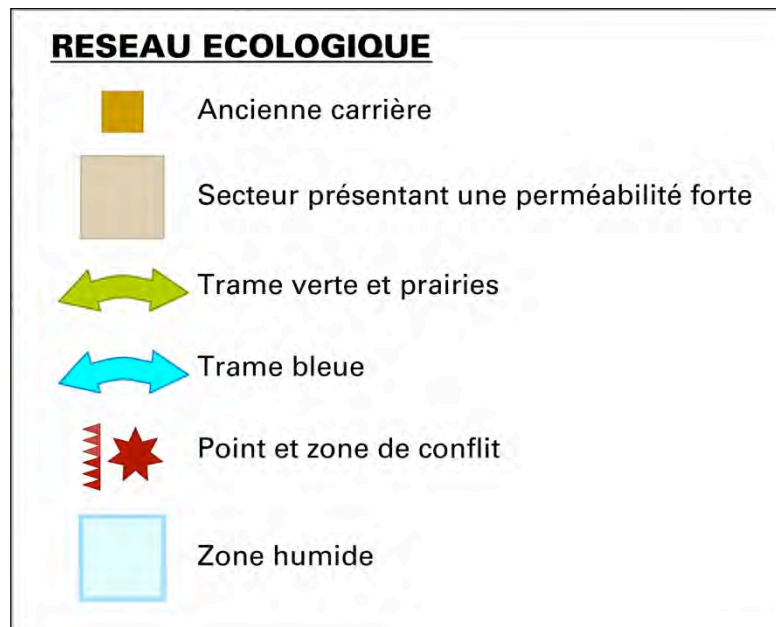 RESEAU ECOLOGIQUE
Ancienne carrière
Secteur présentant une perméabilité forte
Trame verte et prairies
Trame bleue
Point et zone de conflit
Zone humide